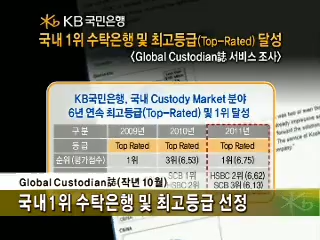 KB국민은행
국내 1위 수탁은행 및 최고등급(Top-Rated) 달성
〈Global Custodian誌 서비스 조사〉
KB국민은행, 국내 Custody Market 분야
6년 연속 최고등급(Top-Rated) 및 1위 달성
구 분 2009년 2010년 2011년
등 급 Top Rated Top Rated Top Rated
순위(평가점수) 1위 3위(6,53) 1위(6,75)
SCB 1위 HSBC 2위(6,62)
HSBC 2위 SCB 3위(6,13)
Global Custodian誌(작년 10월)
국내 1위 수탁은행 및 최고등급 선정